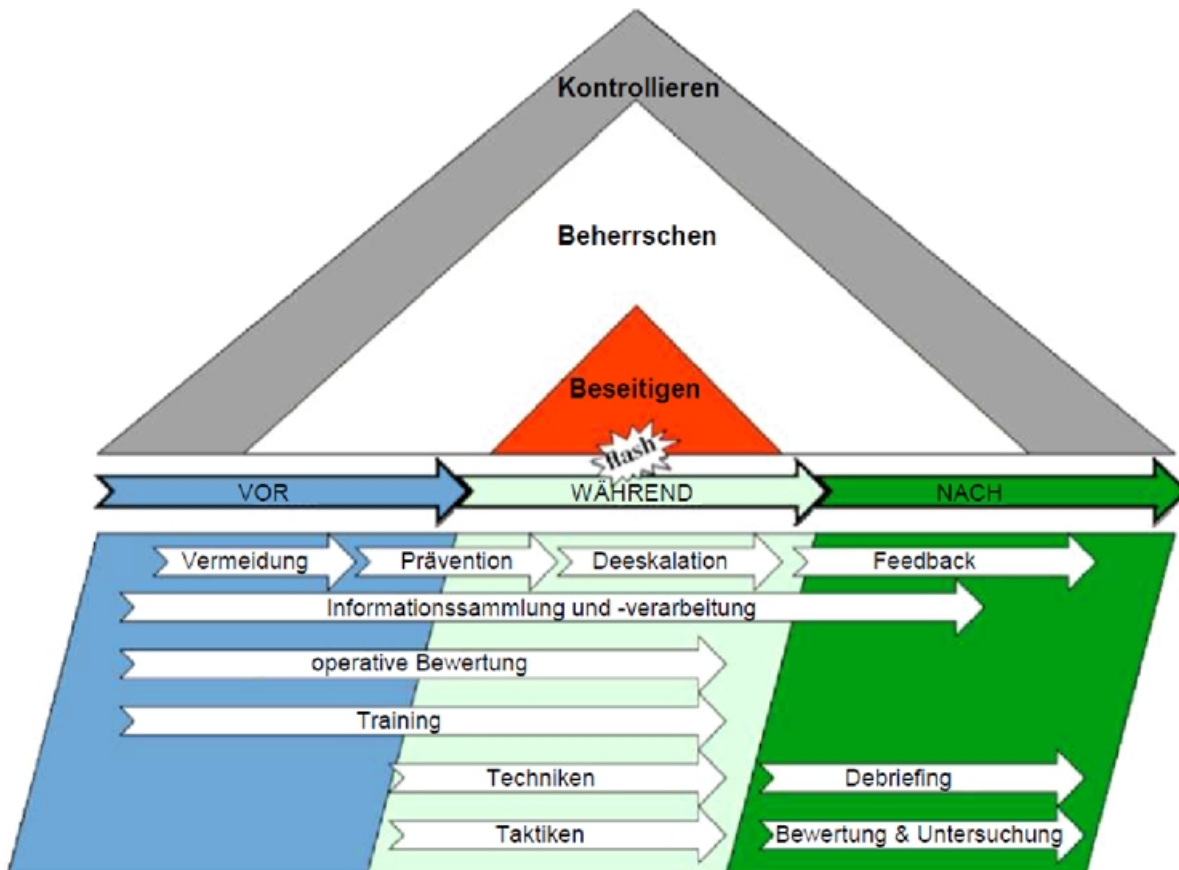 Kontrollieren
Beherrschen
Beseitigen
flash
VOR
WÄHREND
NACH
Vermeidung
Prävention
Deeskalation
Feedback
Informationssammlung und -verarbeitung
operative Bewertung
Training
Techniken
Debriefing
Taktiken
Bewertung & Untersuchung